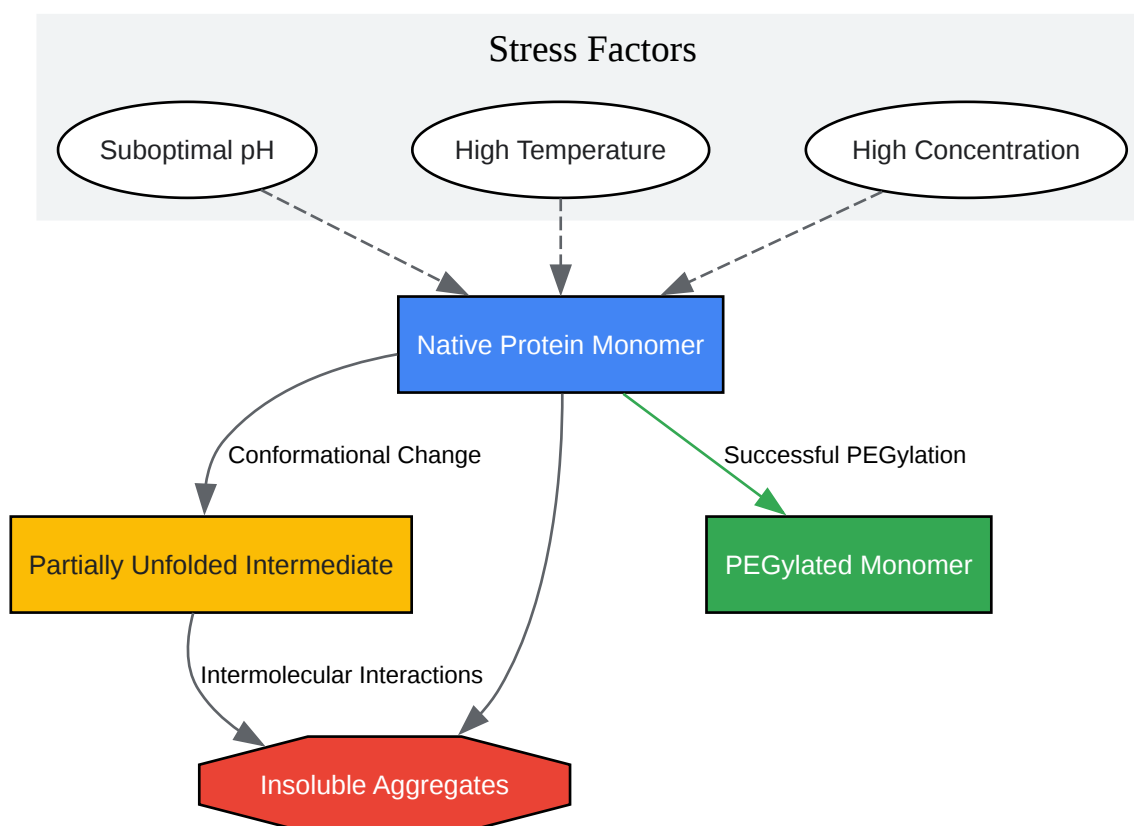 Stress Factors
Suboptimal pH
High Temperature
High Concentration
Native Protein Monomer
Conformational Change
Successful PEGylation
Partially Unfolded Intermediate
PEGylated Monomer
Intermolecular Interactions
Insoluble Aggregates